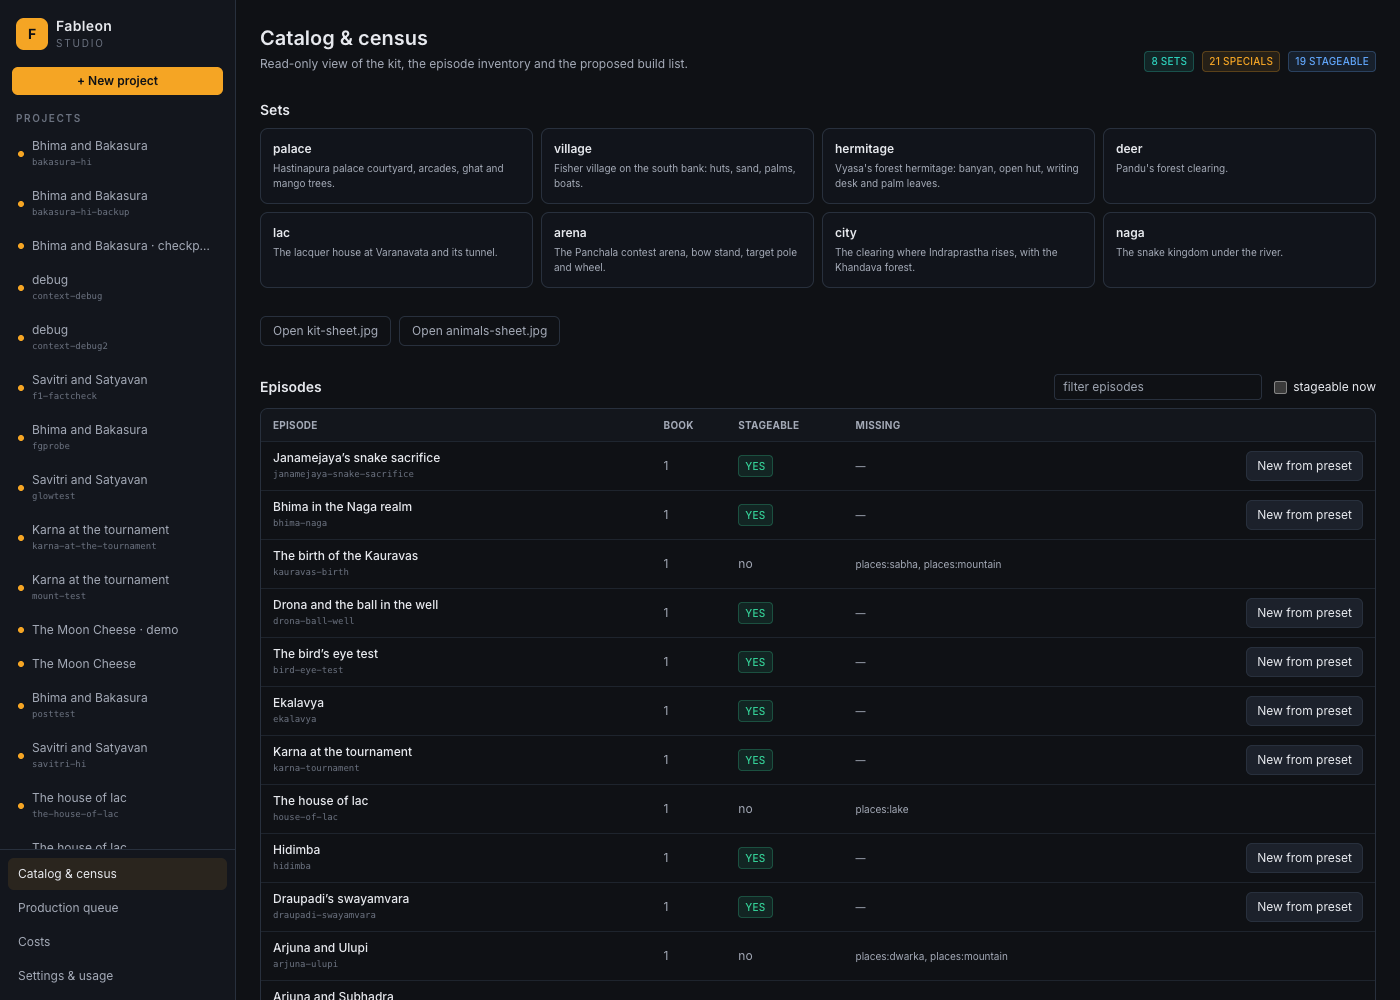 F
Fableon
STUDIO
+ New project
PROJECTS
Bhima and Bakasura
bakasura-hi
Bhima and Bakasura
bakasura-hi-backup
Bhima and Bakasura · checkp...
debug
context-debug
debug
context-debug2
Savitri and Satyavan
f1-factcheck
Bhima and Bakasura
fgprobe
Savitri and Satyavan
glowtest
Karna at the tournament
karna-at-the-tournament
Karna at the tournament
mount-test
The Moon Cheese · demo
The Moon Cheese
Bhima and Bakasura
posttest
Savitri and Satyavan
savitri-hi
The house of lac
the-house-of-lac
The house of lac
Catalog & census
Production queue
Costs
Settings & usage
Catalog & census
Read-only view of the kit, the episode inventory and the proposed build list.
8 SETS
21 SPECIALS
19 STAGEABLE
Sets
palace
Hastinapura palace courtyard, arcades, ghat and
mango trees.
village
Fisher village on the south bank: huts, sand, palms,
boats.
hermitage
Vyasa's forest hermitage: banyan, open hut, writing
desk and palm leaves.
deer
Pandu's forest clearing.
lac
The lacquer house at Varanavata and its tunnel.
arena
The Panchala contest arena, bow stand, target pole
and wheel.
city
The clearing where Indraprastha rises, with the
Khandava forest.
naga
The snake kingdom under the river.
Open kit-sheet.jpg
Open animals-sheet.jpg
Episodes
filter episodes
stageable now
EPISODE BOOK STAGEABLE MISSING
Janamejaya’s snake sacrifice
janamejaya-snake-sacrifice
1 YES — New from preset
Bhima in the Naga realm
bhima-naga
1 YES — New from preset
The birth of the Kauravas
kauravas-birth
1 no places:sabha, places:mountain
Drona and the ball in the well
drona-ball-well
1 YES — New from preset
The bird’s eye test
bird-eye-test
1 YES — New from preset
Ekalavya
ekalavya
1 YES — New from preset
Karna at the tournament
karna-tournament
1 YES — New from preset
The house of lac
house-of-lac
1 no places:lake
Hidimba
hidimba
1 YES — New from preset
Draupadi’s swayamvara
draupadi-swayamvara
1 YES — New from preset
Arjuna and Ulupi
arjuna-ulupi
1 no places:dwarka, places:mountain
Arjuna and Subhadra